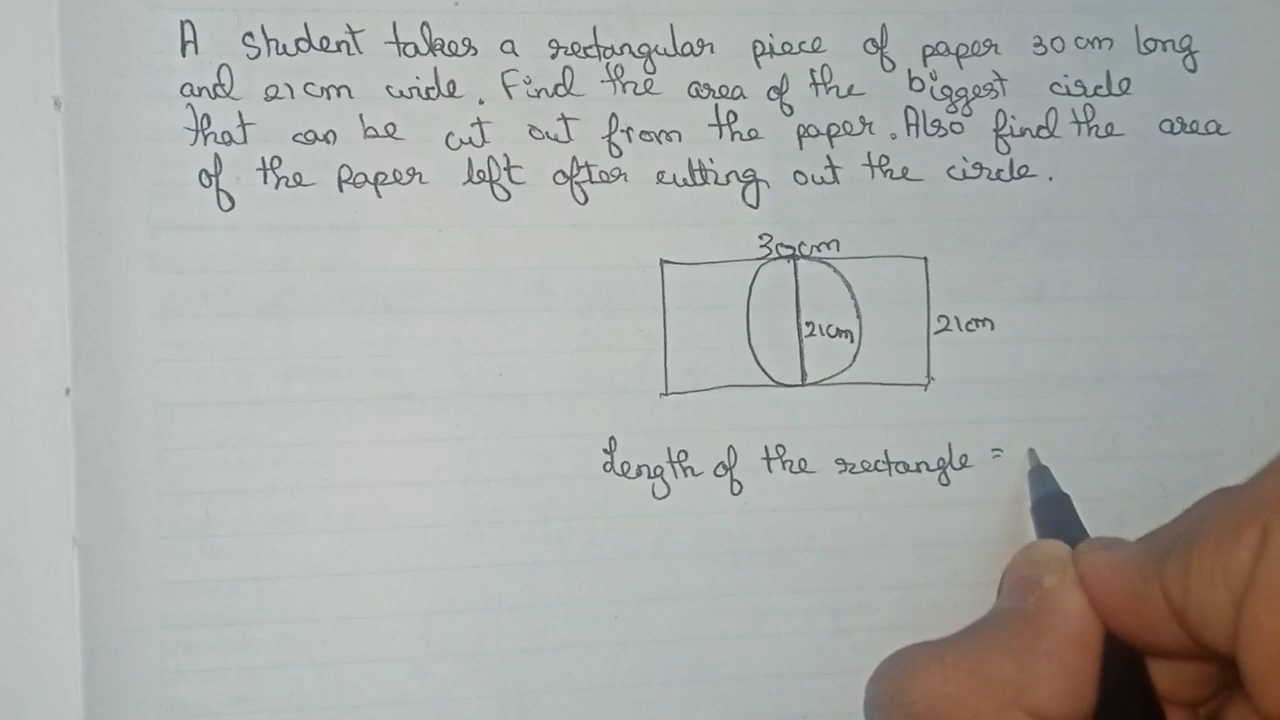 A student takes a rectangular piece of paper 30 cm long
and 21 cm wide. Find the area of the biggest circle
that can be cut out from the paper. Also find the area
of the paper left after cutting out the circle.
30cm
21cm
21cm
Length of the rectangle =